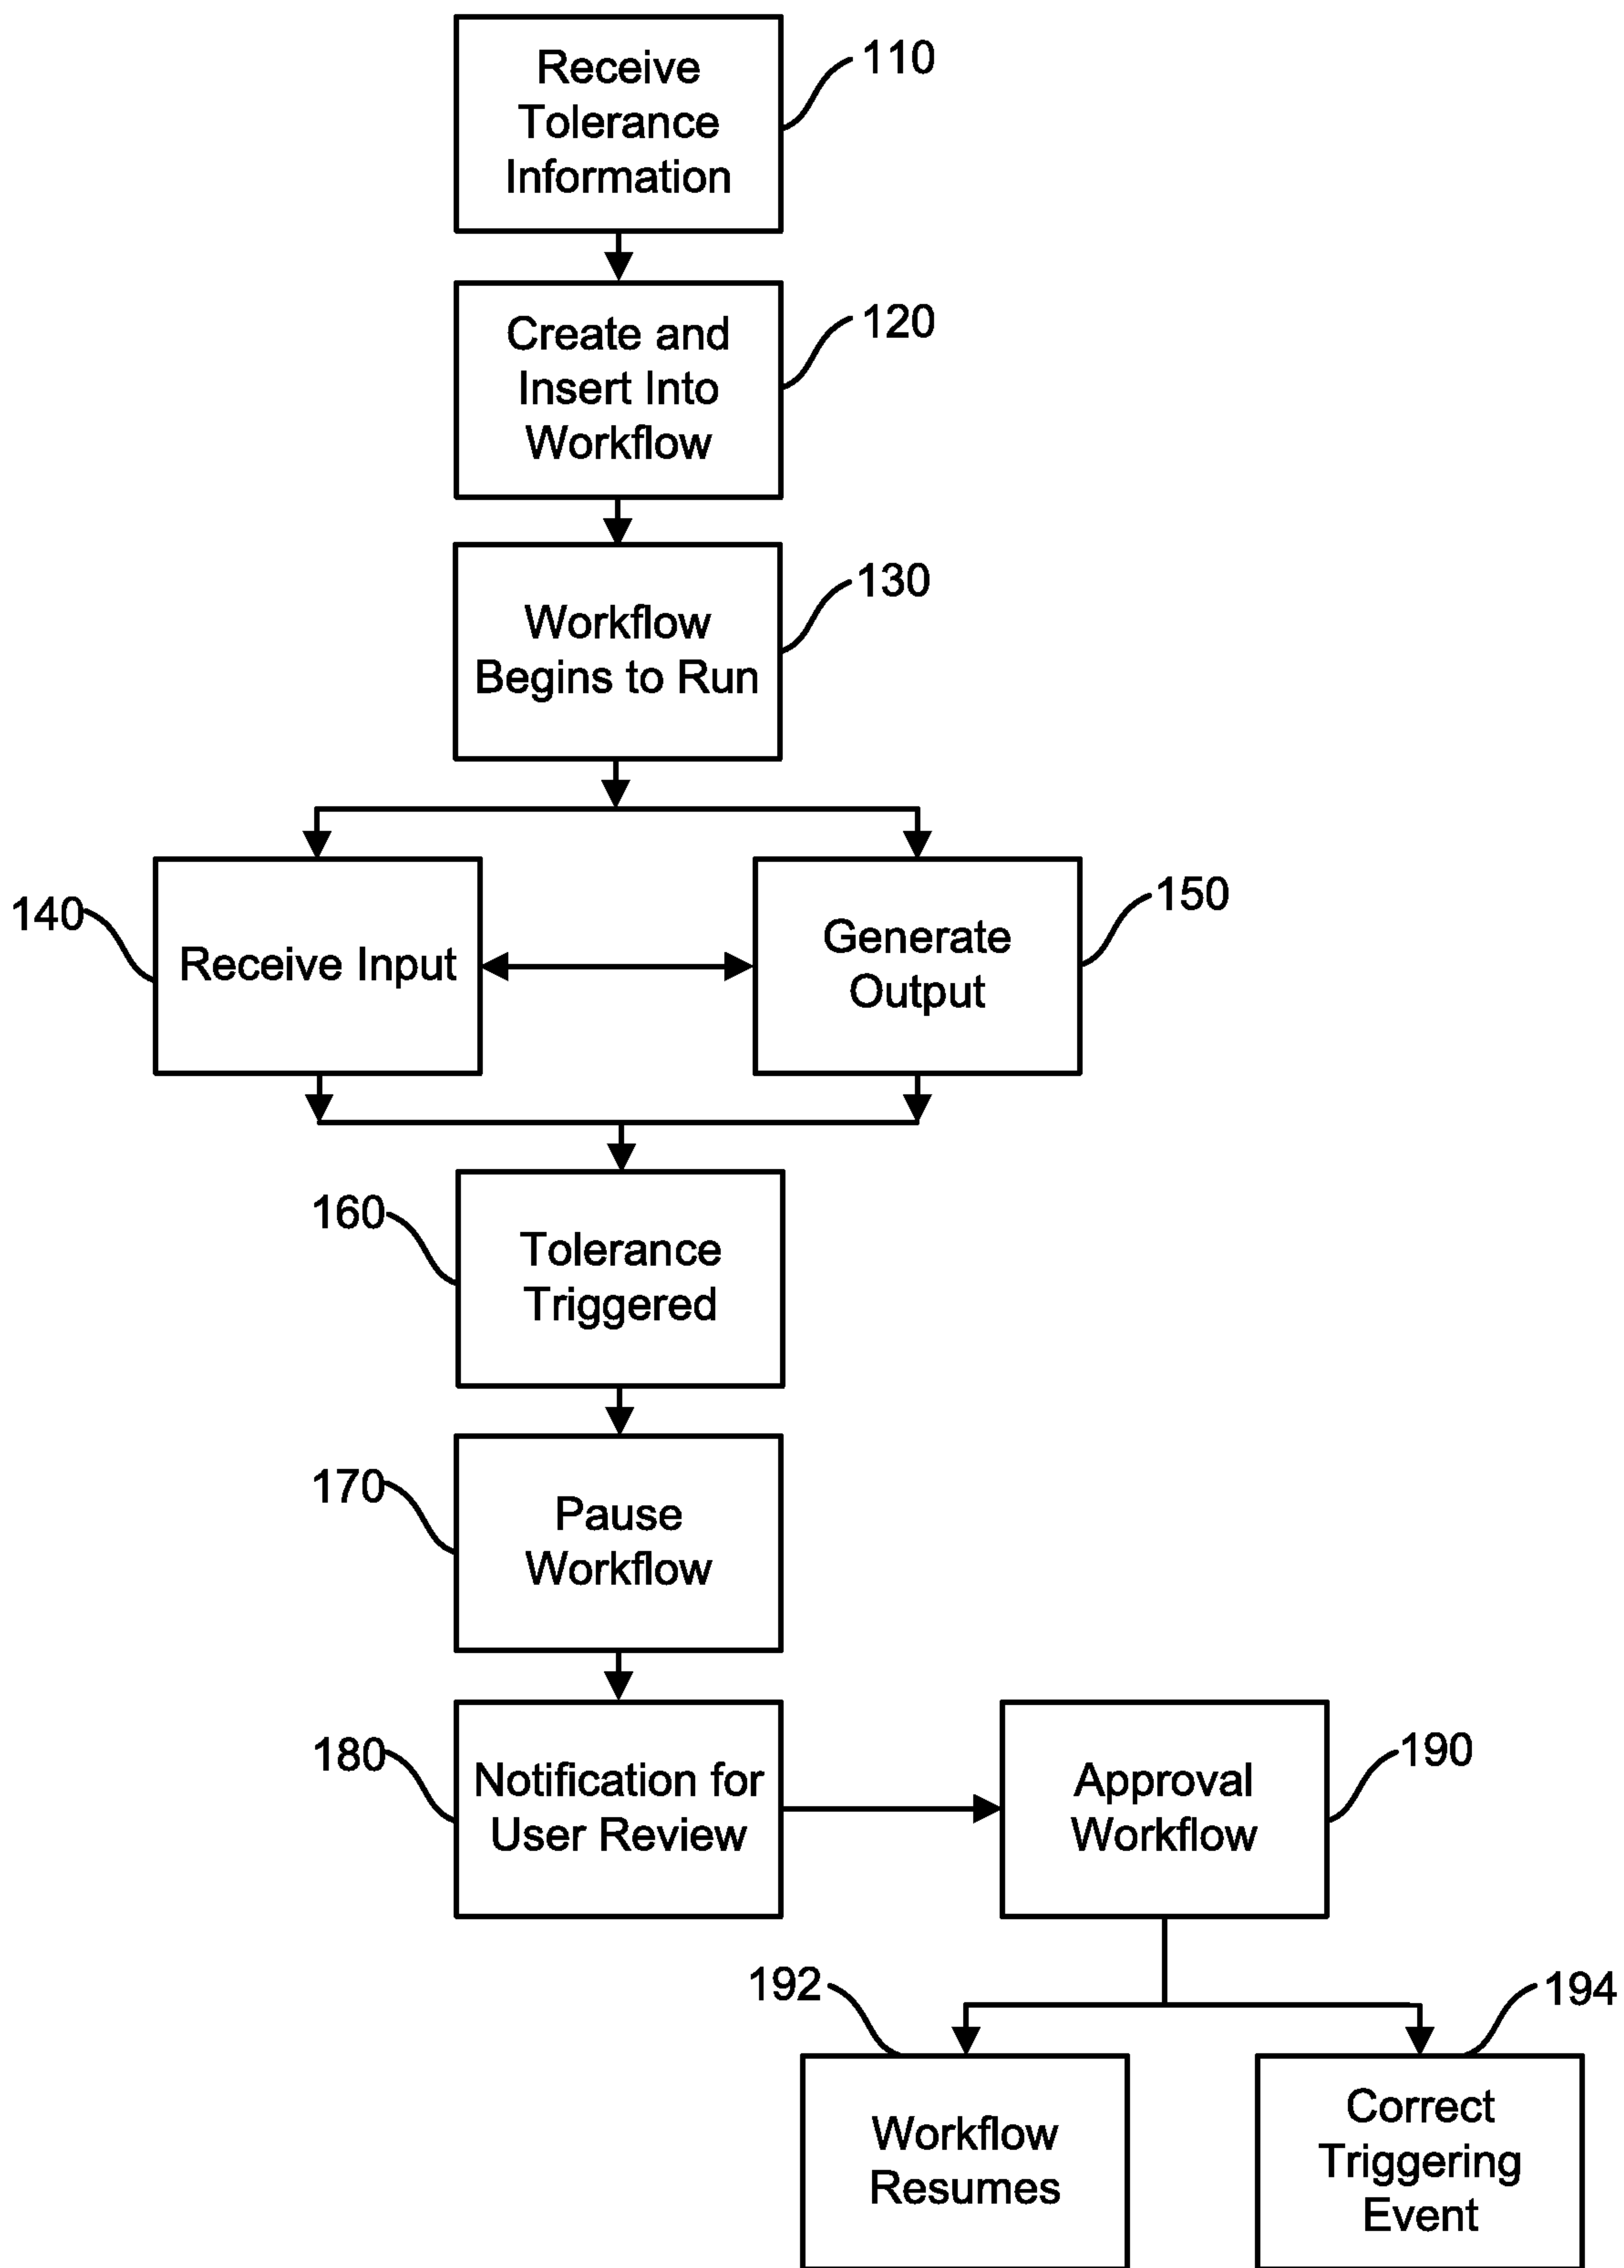 Receive
Tolerance
Information
110
Create and
Insert Into
Workflow
120
Workflow
Begins to Run
130
140
Receive Input
Generate
Output
150
160
Tolerance
Triggered
170
Pause
Workflow
180
Notification for
User Review
Approval
Workflow
190
192
Workflow
Resumes
194
Correct
Triggering
Event